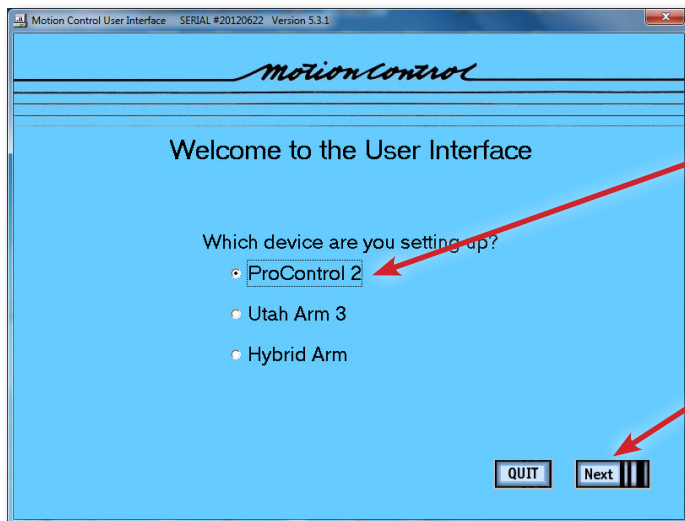 Motion Control User Interface SERIAL #20120622 Version 5.3.1
Motion Control
Welcome to the User Interface
Which device are you setting up?
ProControl 2
Utah Arm 3
Hybrid Arm
QUIT
Next